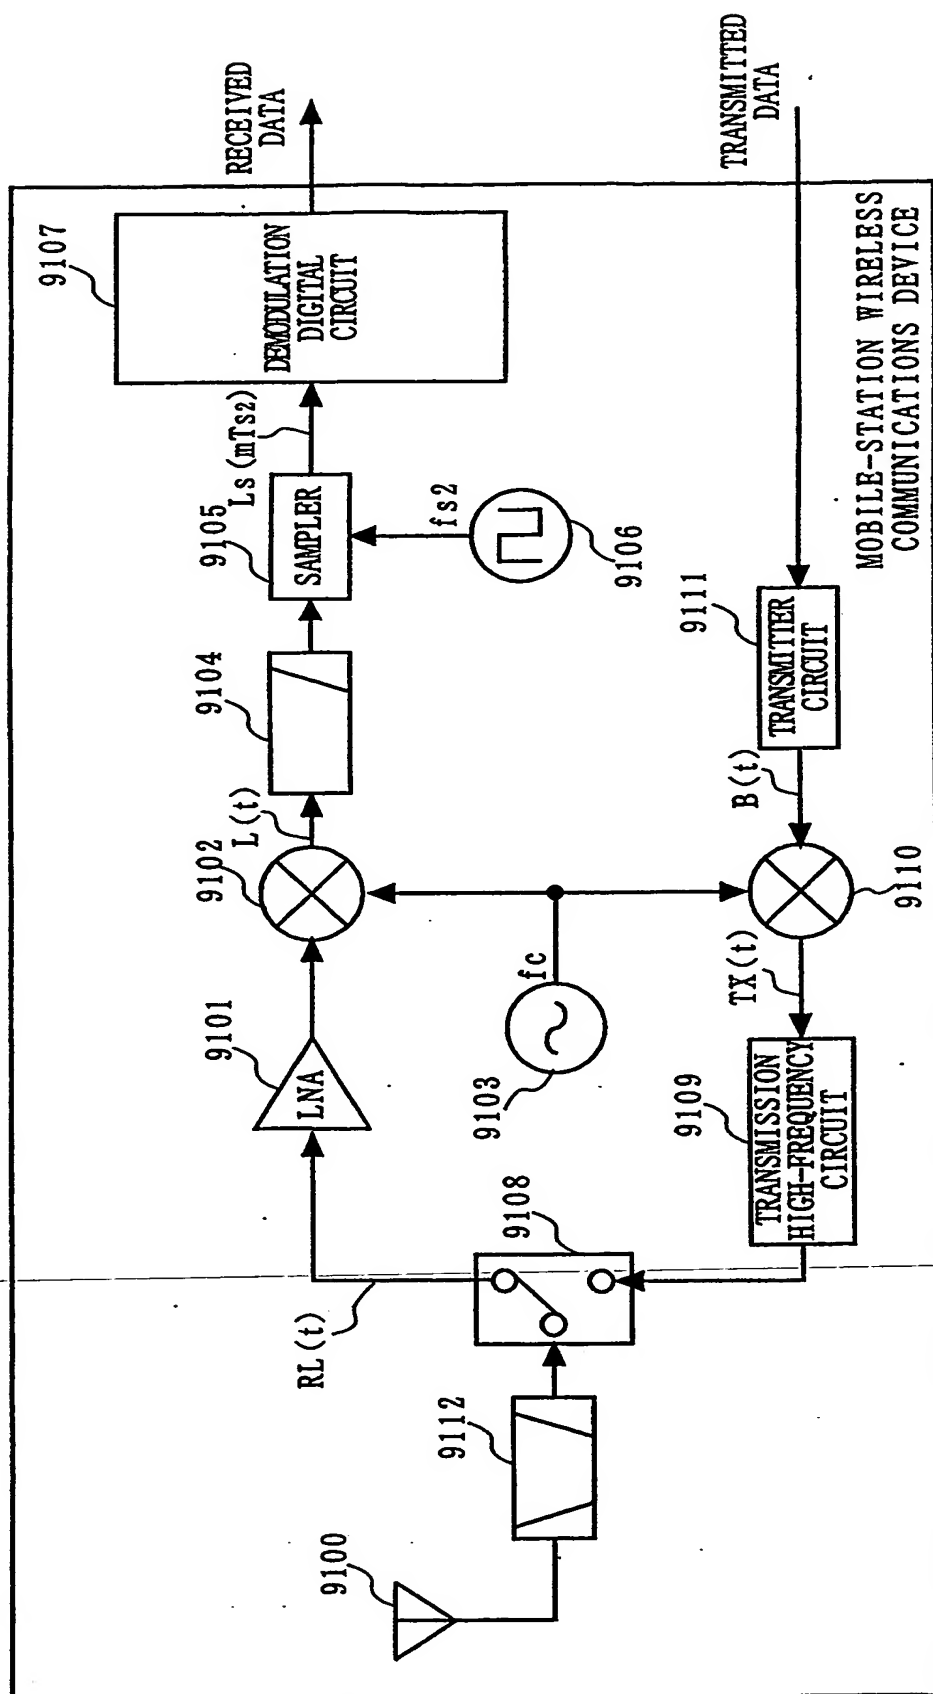 RECEIVED
DATA
TRANSMITTED
DATA
9107
DEMODULATION
DIGITAL
CIRCUIT
Ls(mTs2)
9105
SAMPLER
fs2
9106
9104
L(t)
9102
9101
LNA
fc
9103
RL(t)
9108
9112
9100
9111
TRANSMITTER
CIRCUIT
B(t)
9110
TX(t)
9109
TRANSMISSION
HIGH-FREQUENCY
CIRCUIT
MOBILE-STATION WIRELESS
COMMUNICATIONS DEVICE